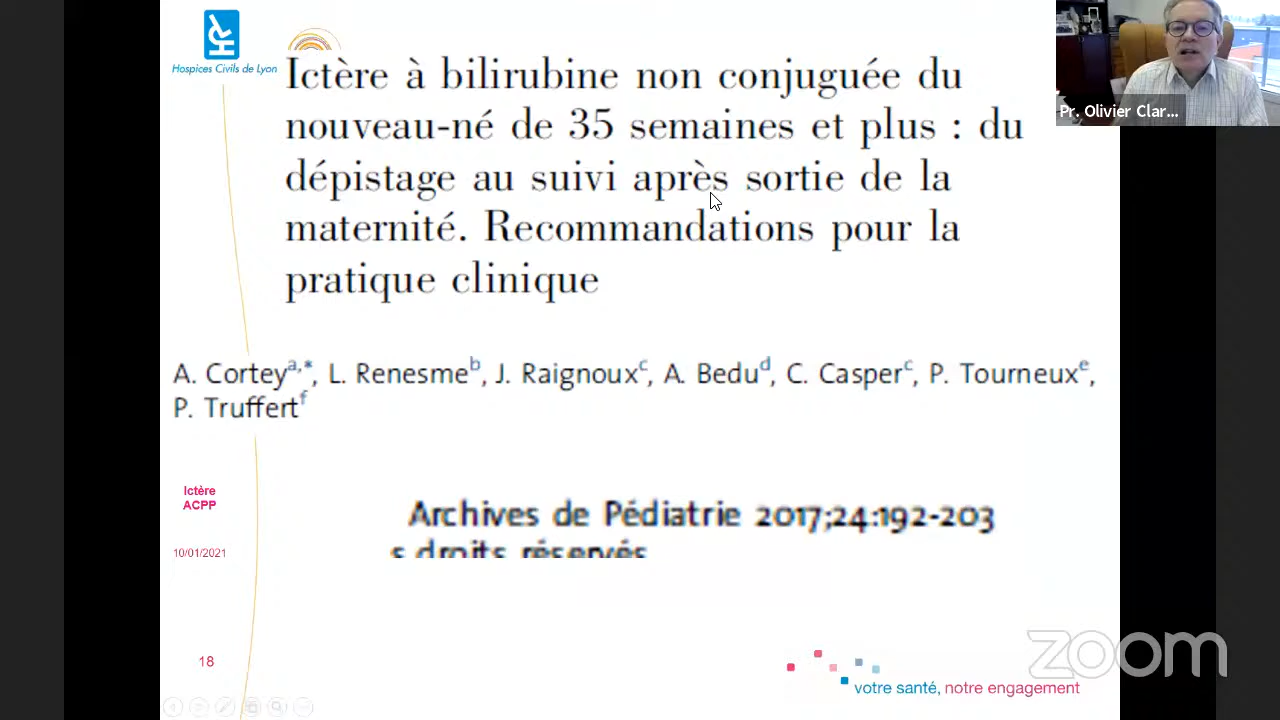 Hospices Civils de Lyon
Ictère à bilirubine non conjuguée du
nouveau-né de 35 semaines et plus : du
dépistage au suivi après sortie de la
maternité. Recommandations pour la
pratique clinique
Pr. Olivier Clar...
A. Cortey a,*, L. Renesme b, J. Raignoux c, A. Bedu d, C. Casper c, P. Tourneux e,
P. Truffert f
Ictère
ACPP
Archives de Pédiatrie 2017;24:192-203
s droits réservés
10/01/2021
18
zoom
votre santé, notre engagement